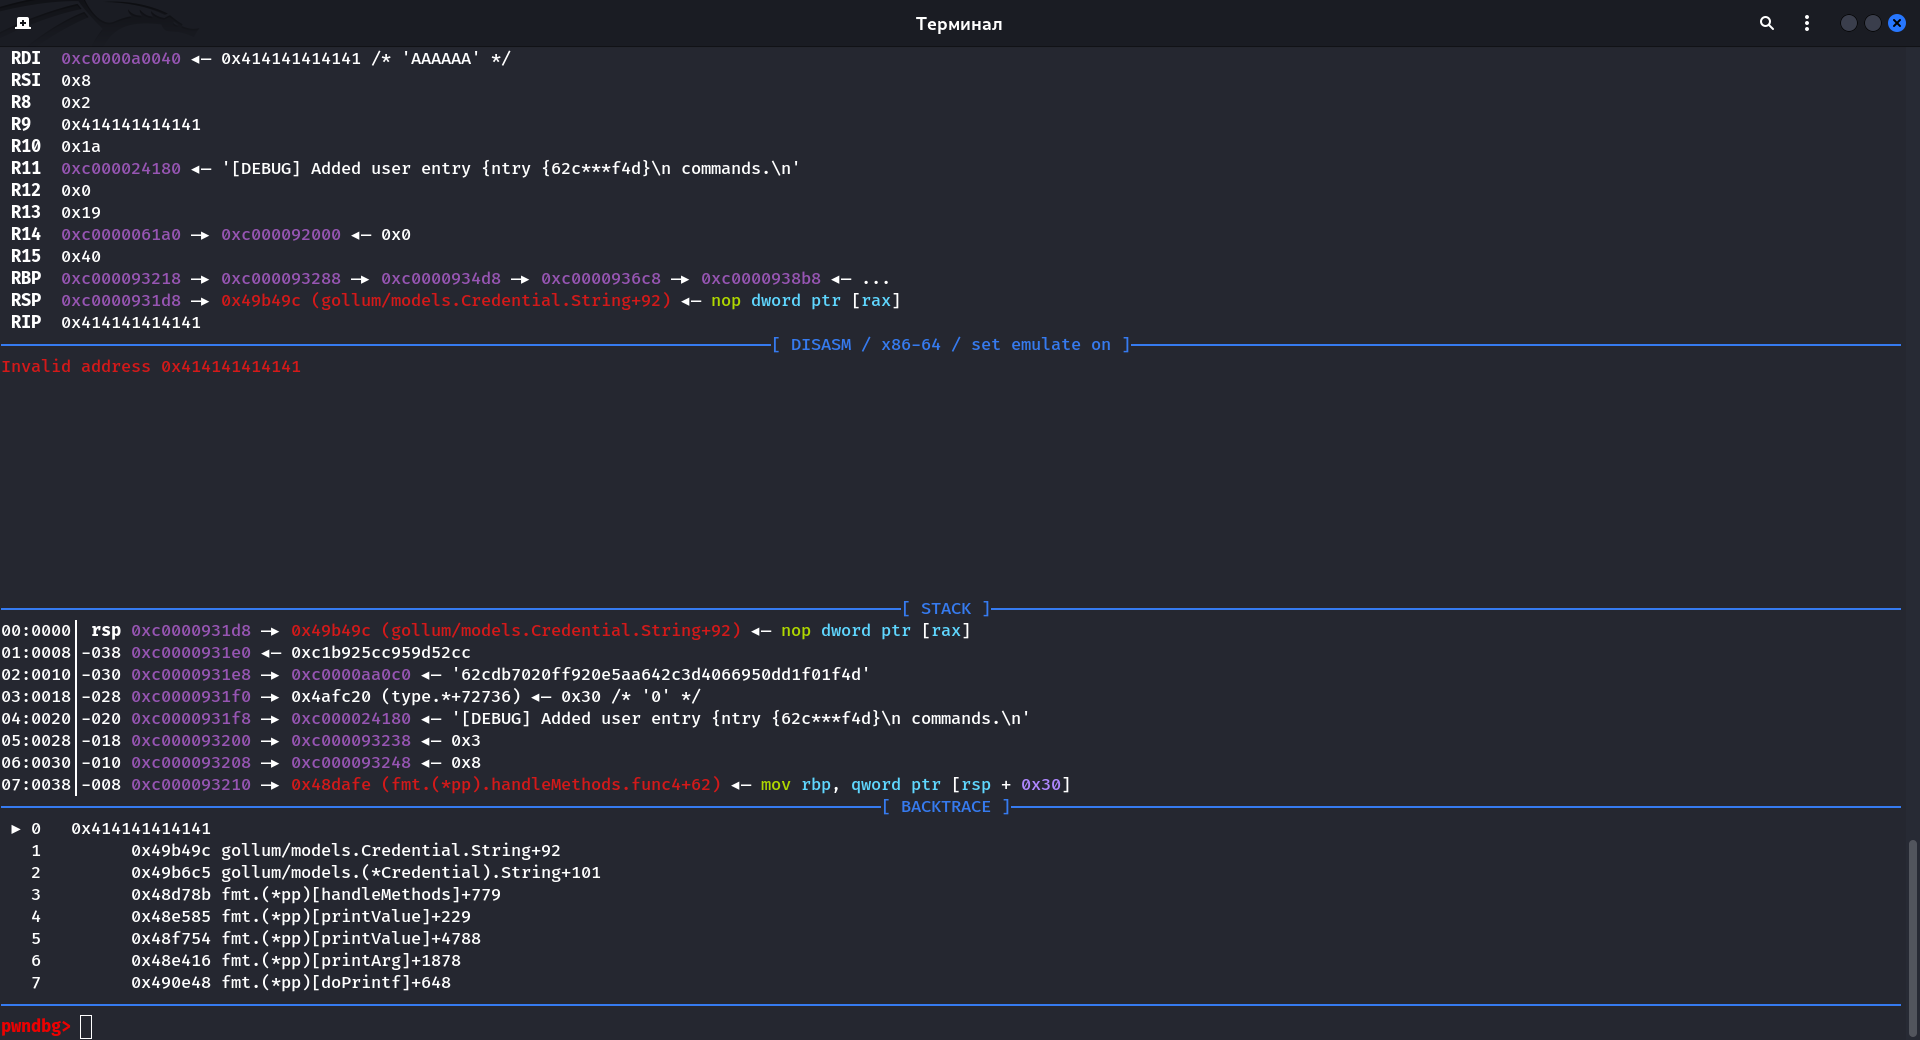 Терминал
RDI 0xc0000a0040 ◂— 0x414141414141 /* 'AAAAAA' */
RSI 0x8
R8 0x2
R9 0x414141414141
R10 0x1a
R11 0xc000024180 ◂— '[DEBUG] Added user entry {ntry {62c***f4d}\n commands.\n'
R12 0x0
R13 0x19
R14 0xc0000061a0 —▸ 0xc000092000 ◂— 0x0
R15 0x40
RBP 0xc000093218 —▸ 0xc000093288 —▸ 0xc0000934d8 —▸ 0xc0000936c8 —▸ 0xc0000938b8 ◂— ...
RSP 0xc0000931d8 —▸ 0x49b49c (gollum/models.Credential.String+92) ◂— nop dword ptr [rax]
RIP 0x414141414141
[ DISASM / x86-64 / set emulate on ]
Invalid address 0x414141414141
[ STACK ]
00:0000│ rsp 0xc0000931d8 —▸ 0x49b49c (gollum/models.Credential.String+92) ◂— nop dword ptr [rax]
01:0008│-038 0xc0000931e0 ◂— 0xc1b925cc959d52cc
02:0010│-030 0xc0000931e8 —▸ 0xc0000aa0c0 ◂— '62cdb7020ff920e5aa642c3d4066950dd1f01f4d'
03:0018│-028 0xc0000931f0 —▸ 0x4afc20 (type.*+72736) ◂— 0x30 /* '0' */
04:0020│-020 0xc0000931f8 —▸ 0xc000024180 ◂— '[DEBUG] Added user entry {ntry {62c***f4d}\n commands.\n'
05:0028│-018 0xc000093200 —▸ 0xc000093238 ◂— 0x3
06:0030│-010 0xc000093208 —▸ 0xc000093248 ◂— 0x8
07:0038│-008 0xc000093210 —▸ 0x48dafe (fmt.(*pp).handleMethods.func4+62) ◂— mov rbp, qword ptr [rsp + 0x30]
[ BACKTRACE ]
► 0 0x414141414141
1 0x49b49c gollum/models.Credential.String+92
2 0x49b6c5 gollum/models.(*Credential).String+101
3 0x48d78b fmt.(*pp)[handleMethods]+779
4 0x48e585 fmt.(*pp)[printValue]+229
5 0x48f754 fmt.(*pp)[printValue]+4788
6 0x48e416 fmt.(*pp)[printArg]+1878
7 0x490e48 fmt.(*pp)[doPrintf]+648
pwndbg>